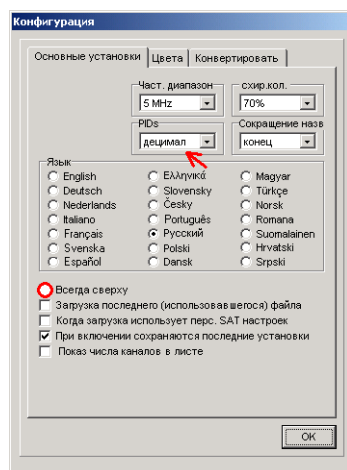 Конфигурация
Основные установки Цвета Конвертировать
Част. диапазон схир.кол.
5 MHz 70%
PIDs Сокращение назв
децимал конец
Язык
English Ελληνικά Magyar
Deutsch Slovensky Türkçe
Nederlands Česky Norsk
Italiano Português Romana
Français Русский Suomalainen
Svenska Polski Hrvatski
Español Dansk Srpski
Всегда сверху
Загрузка последнего (использовавшегося) файла
Когда загрузка использует перс. SAT настроек
При включении сохраняются последние установки
Показ числа каналов в листе
OK